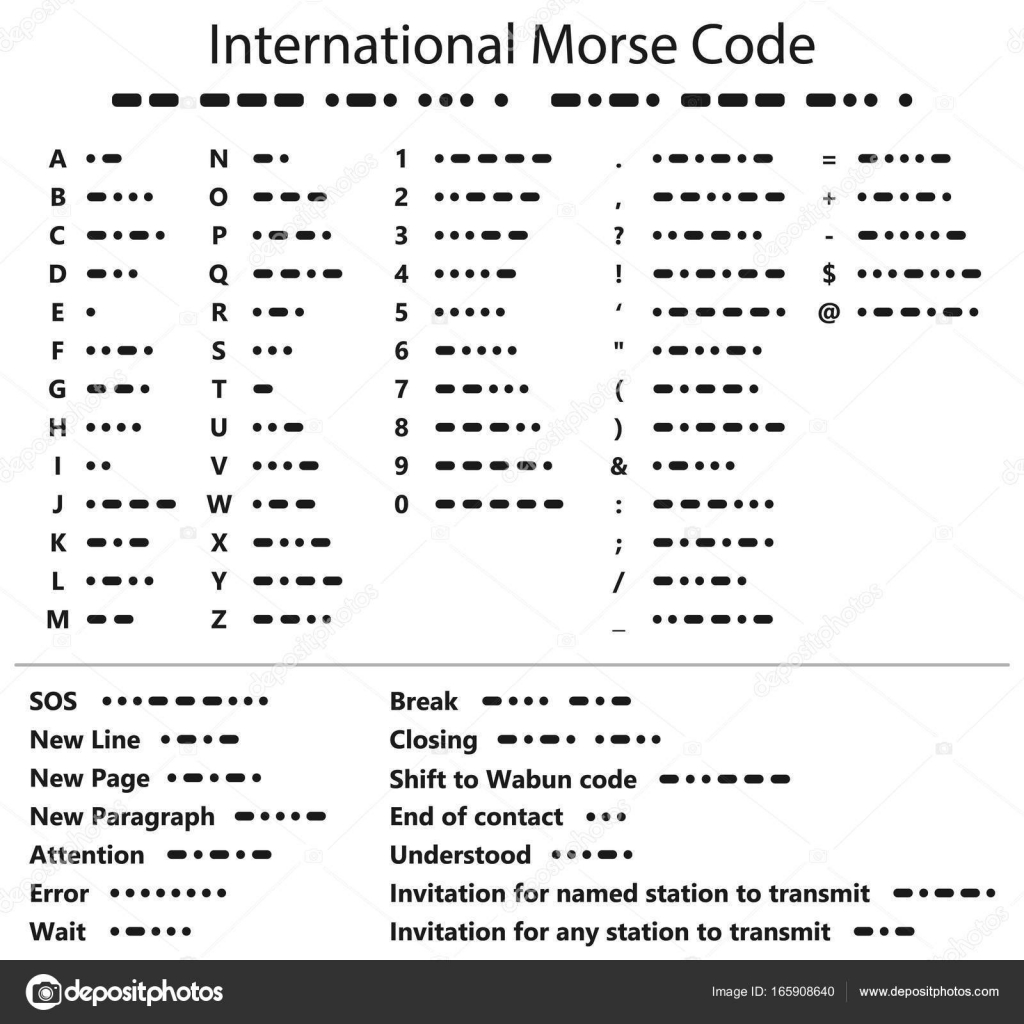 International Morse Code
-- --- .-. ... . -.-. --- -.. .
A .- N -. 1 .---- . .-.-.- = -...-
B -... O --- 2 ..--- , --..-- + .-.-.
C -.-. P .--. 3 ...-- ? ..--.. - -....-
D -.. Q --.- 4 ....- ! -.-.-- $ ...-..-
E . R .-. 5 ..... ‘ .----. @ .--.-.
F ..-. S ... 6 -.... " .-..-.
G --. T - 7 --... ( -.--.
H .... U ..- 8 ---.. ) -.--.-
I .. V ...- 9 ----. & .-...
J .--- W .-- 0 ----- : ---...
K -.- X -..- ; -.-.-.
L .-.. Y -.-- / -..-.
M -- Z --.. _ ..--.-
SOS ...---... Break -... -.-
New Line .-.- Closing -.-. .-..
New Page .-.-. Shift to Wabun code -..---
New Paragraph -...- End of contact ...
Attention -.-.- Understood ...-.
Error ........ Invitation for named station to transmit -.--.
Wait .-... Invitation for any station to transmit -.-
depositphotos Image ID: 165908640 www.depositphotos.com